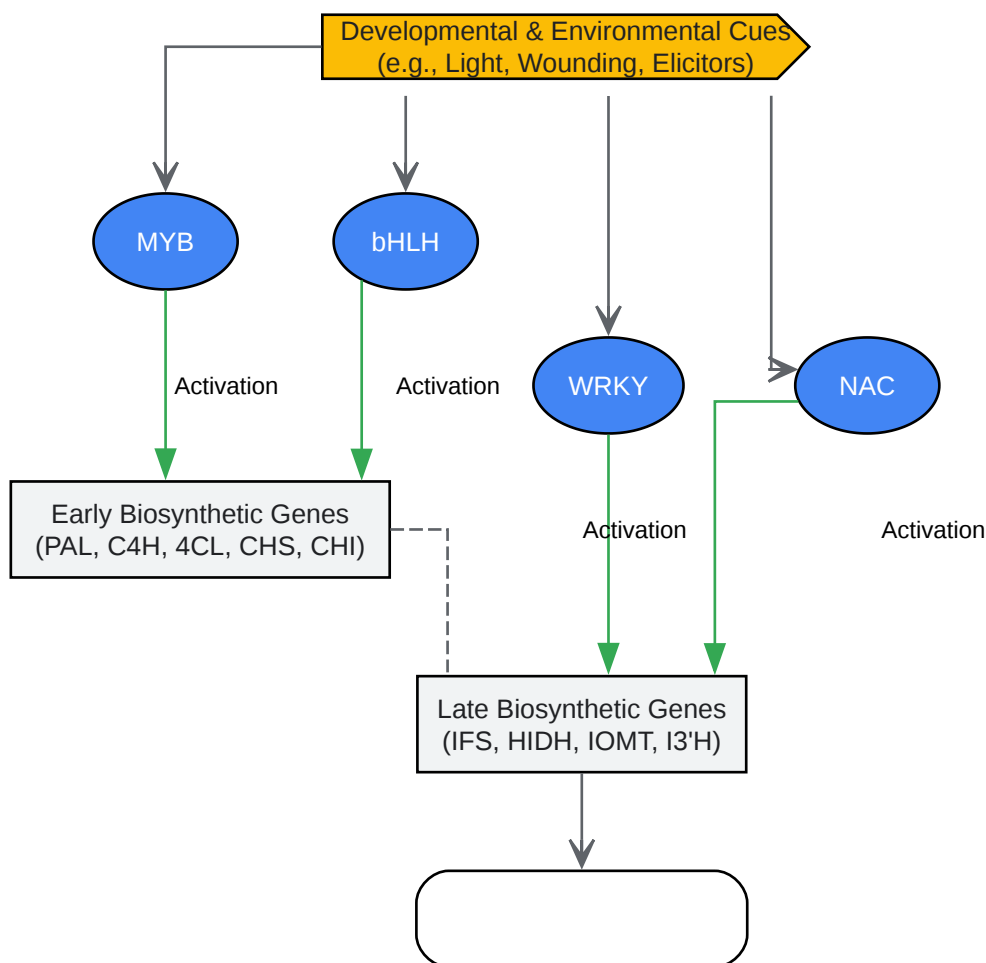 Developmental & Environmental Cues
(e.g., Light, Wounding, Elicitors)
MYB
bHLH
Activation
Activation
WRKY
NAC
Early Biosynthetic Genes
(PAL, C4H, 4CL, CHS, CHI)
Activation
Activation
Late Biosynthetic Genes
(IFS, HIDH, IOMT, I3'H)